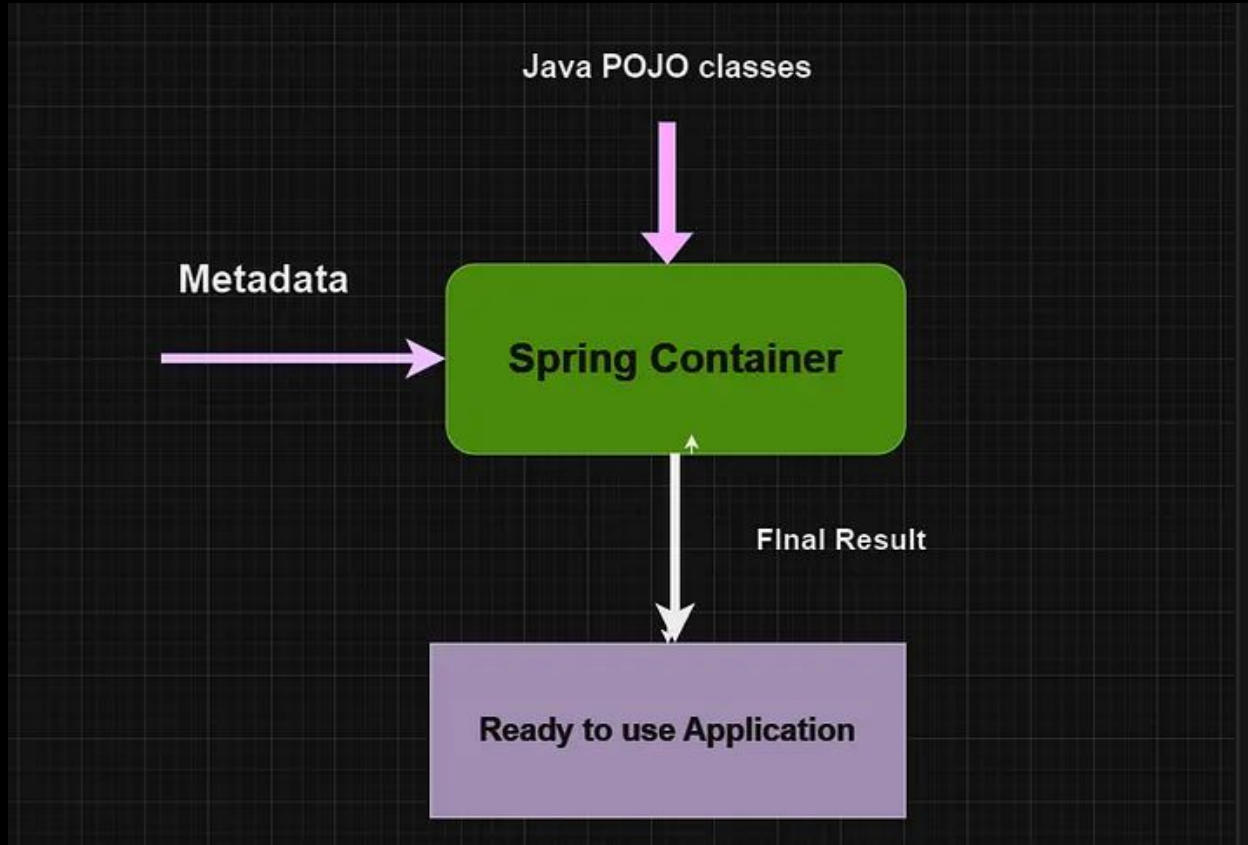 Java POJO classes
Metadata
Spring Container
FInal Result
Ready to use Application